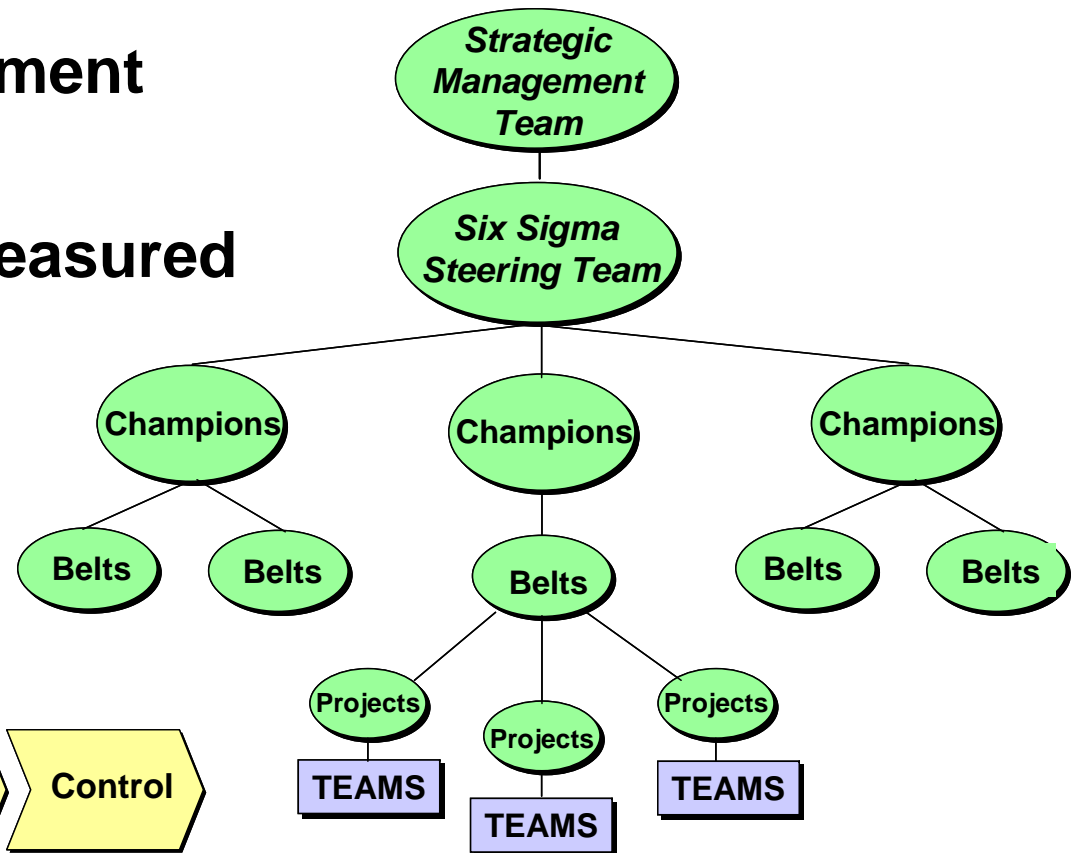 ment
easured
Strategic
Management
Team
Six Sigma
Steering Team
Champions
Champions
Champions
Belts
Belts
Belts
Belts
Belts
Projects
Projects
Projects
TEAMS
TEAMS
TEAMS
Control